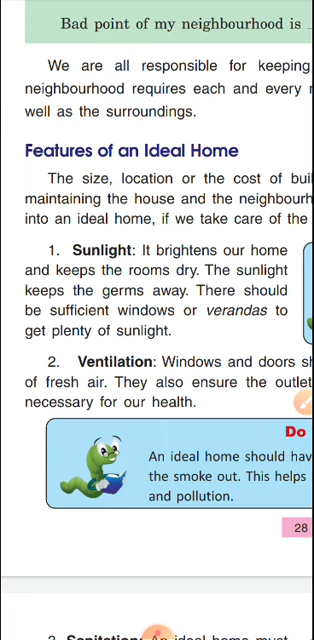 Bad point of my neighbourhood is
We are all responsible for keeping
neighbourhood requires each and every
well as the surroundings.
Features of an Ideal Home
The size, location or the cost of
maintaining the house and the
into an ideal home, if we take care of the
1. Sunlight: It brightens our home
and keeps the rooms dry. The sunlight
keeps the germs away. There should
be sufficient windows or verandas to
get plenty of sunlight.
2. Ventilation: Windows and doors
of fresh air. They also ensure the outlet
necessary for our health.
Do
An ideal home should
the smoke out. This helps
and pollution.
28